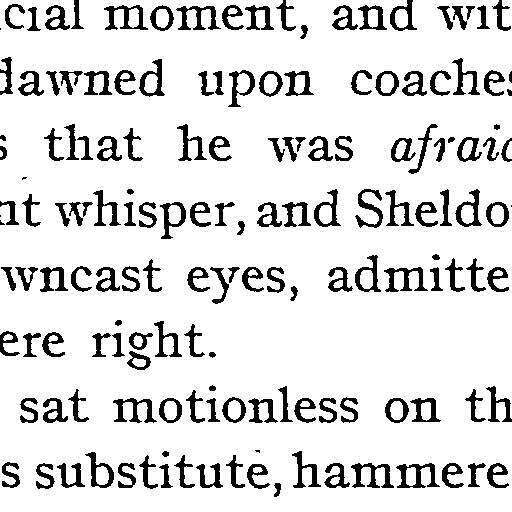 cial moment, and wit
dawned upon coaches
s that he was afraid
nt whisper, and Sheldo
wncast eyes, admitte
ere right.
sat motionless on th
s substitute, hammere